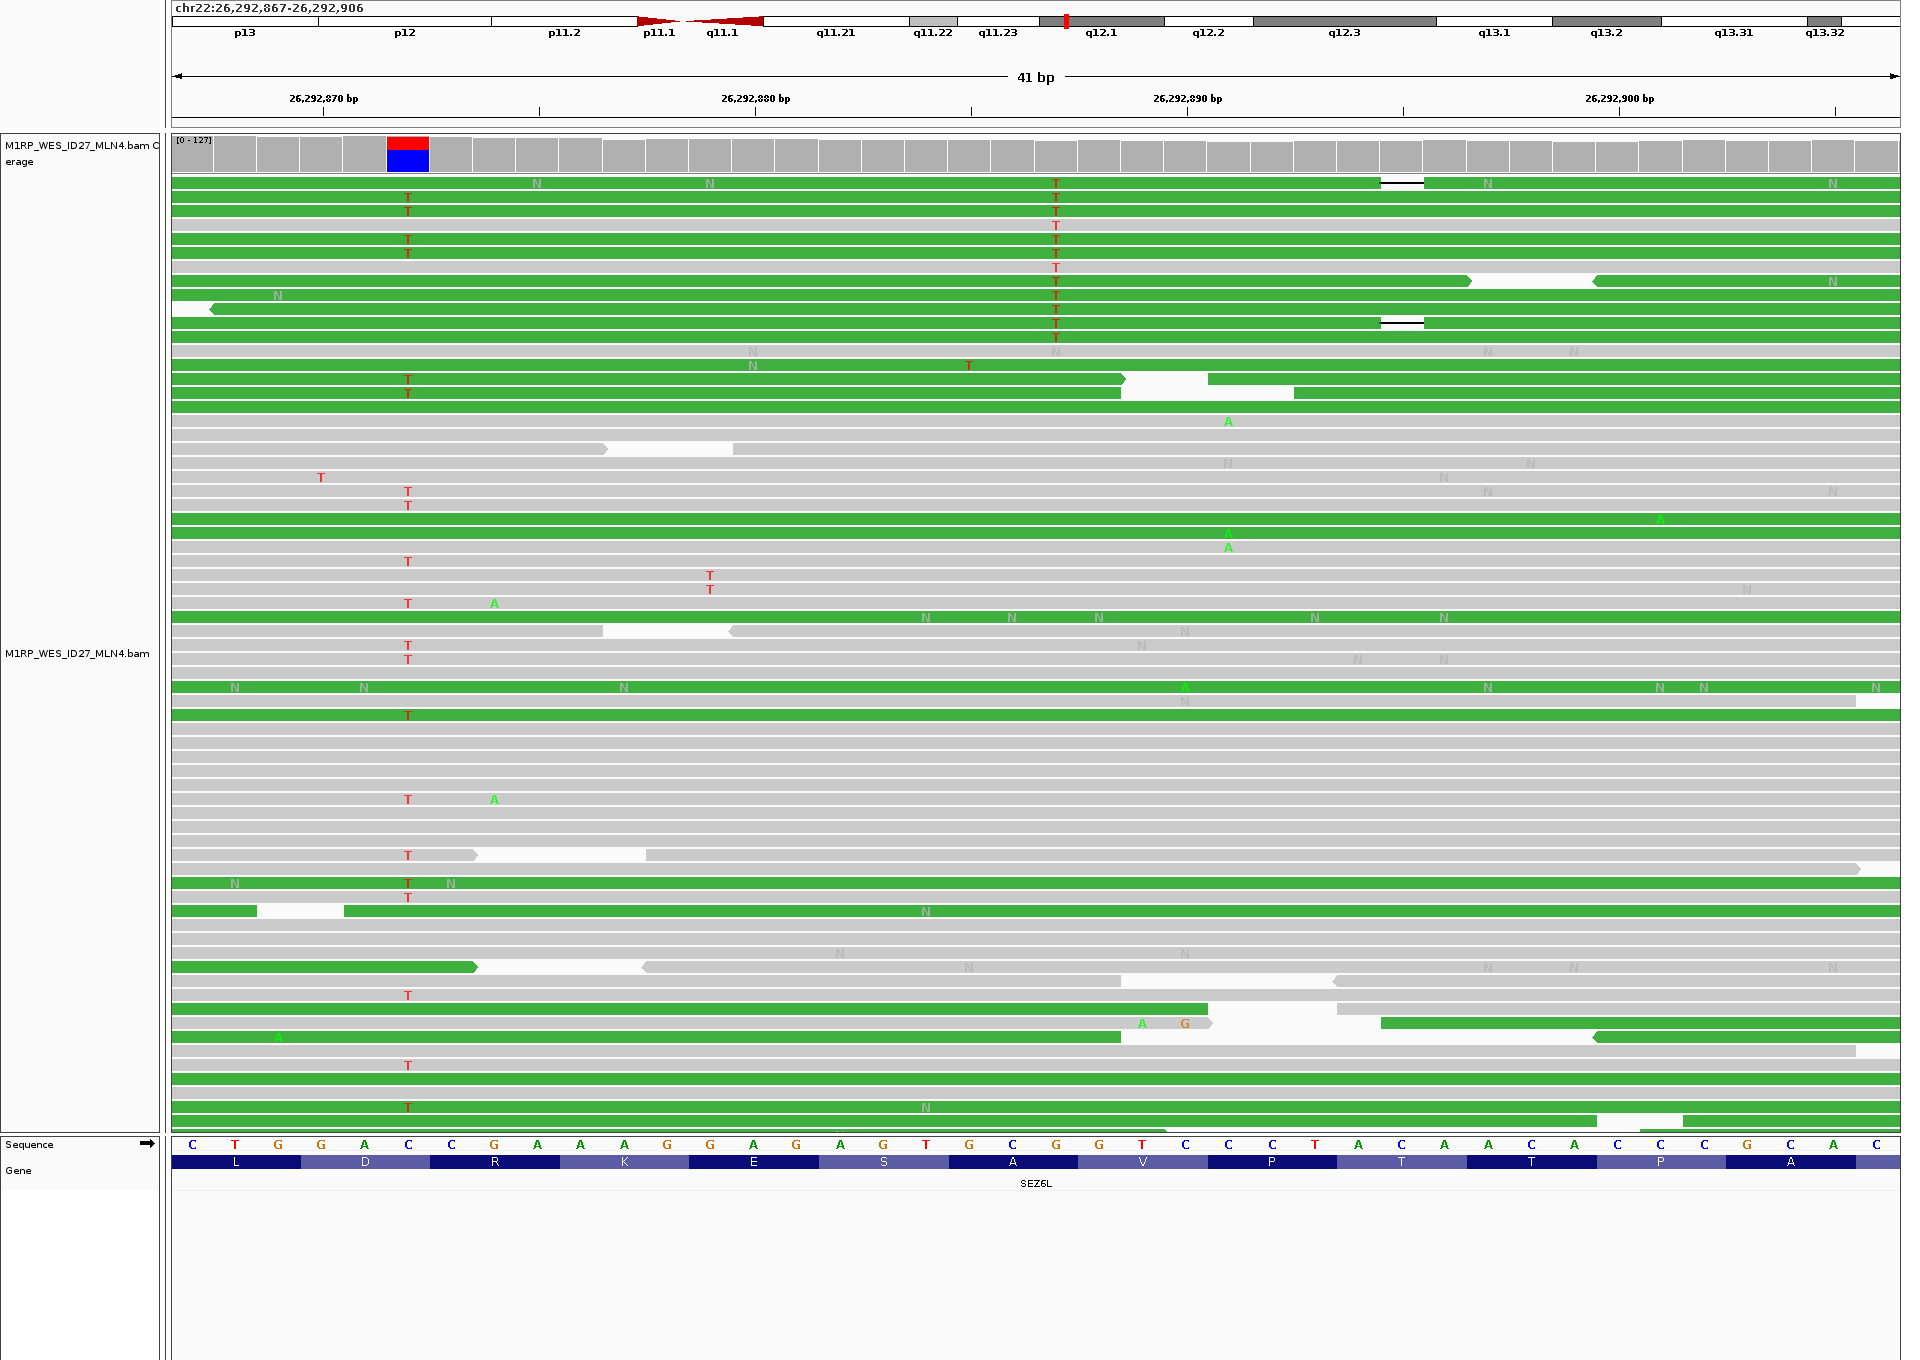 chr22:26,292,867-26,292,906
p13 p12 p11.2 p11.1 q11.1 q11.21 q11.22 q11.23 q12.1 q12.2 q12.3 q13.1 q13.2 q13.31 q13.32
41 bp
26,292,870 bp 26,292,880 bp 26,292,890 bp 26,292,900 bp
M1RP_WES_ID27_MLN4.bam C
erage
[0 - 127]
N N T N N
T T
T T
T
T T
T T
T
T N
N T
T
T
T
N N N N
N T
T
T
A
N N
T N
T N N
T
A
A
A
T
T
T N
T A
N N N N N
N
T N
T N N
M1RP_WES_ID27_MLN4.bam
N N N A N N N N
N
T
T A
T
N T N
T
N
N N
N N N N
T
A G
A
T
T N
Sequence
C T G G A C C G A A A G G A G A G T G C G G T C C C T A C A A C A C C C G C A C
Gene
L D R K E S A V P T T P A
SEZ6L